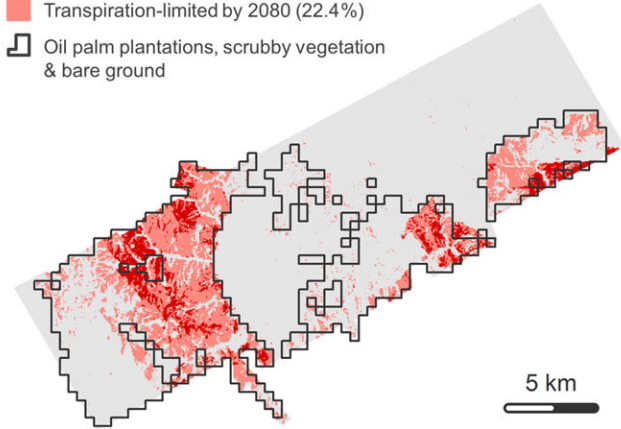 Transpiration-limited by 2080 (22.4%)
Oil palm plantations, scrubby vegetation
& bare ground
5 km